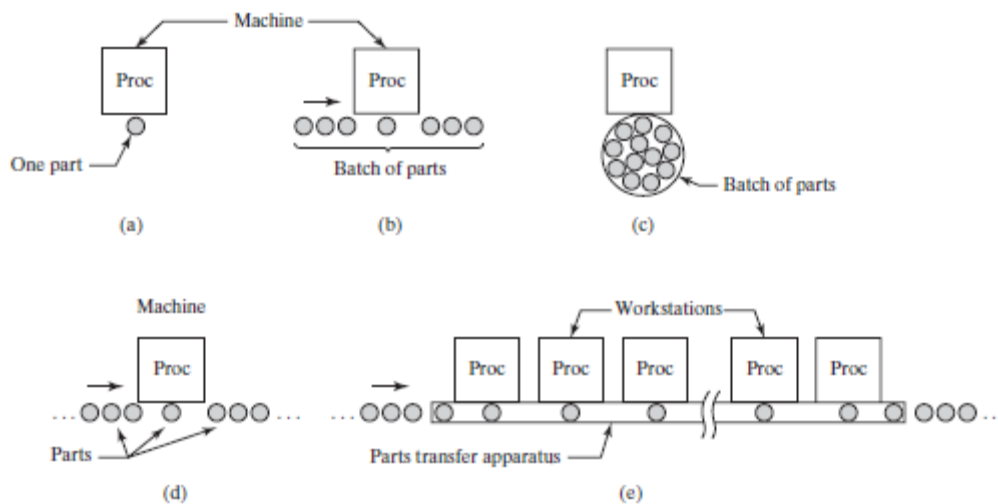 Machine
Proc Proc Proc
One part
Batch of parts
Batch of parts
(a) (b) (c)
Machine
Workstations
Proc Proc Proc Proc Proc Proc
... ... ... ...
Parts
Parts transfer apparatus
(d) (e)